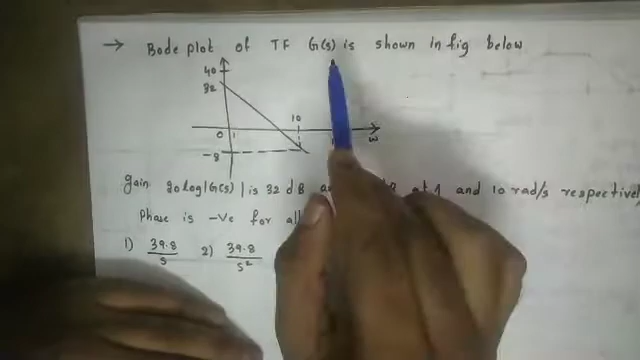 → Bode plot of TF G(s) is shown in fig below
40
32
10
0 1
ω
-8
gain 20log|G(s)| is 32 dB at 1 and 10 rad/s respectively
Phase is -Ve for all
1) 39.8/s 2) 39.8/s²